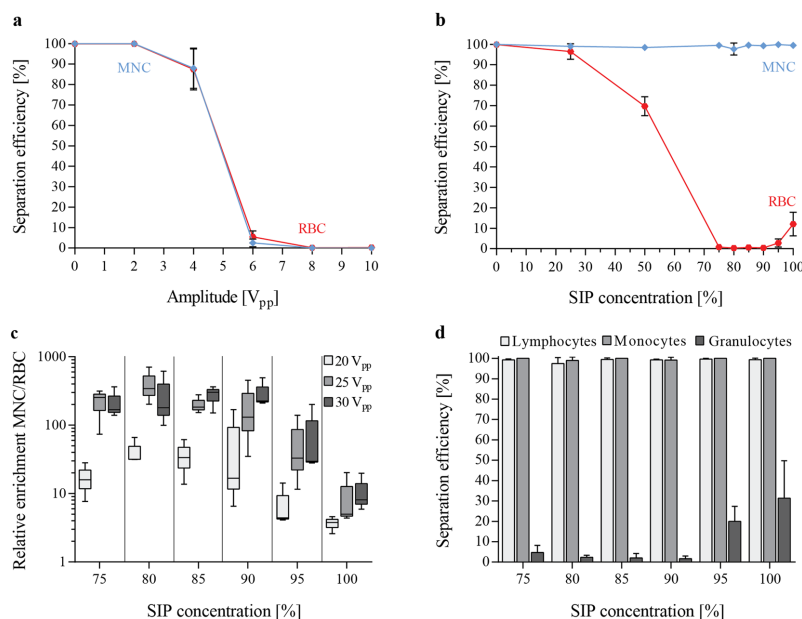 a
Separation efficiency [%]
100
90
80
70
60
50
40
30
20
10
0
MNC
RBC
0 2 4 6 8 10
Amplitude [Vpp]
b
Separation efficiency [%]
100
90
80
70
60
50
40
30
20
10
0
MNC
RBC
0 10 20 30 40 50 60 70 80 90 100
SIP concentration [%]
c
Relative enrichment MNC/RBC
1000
100
10
1
20 Vpp
25 Vpp
30 Vpp
75 80 85 90 95 100
SIP concentration [%]
d
Lymphocytes Monocytes Granulocytes
Separation efficiency [%]
100
90
80
70
60
50
40
30
20
10
0
75 80 85 90 95 100
SIP concentration [%]